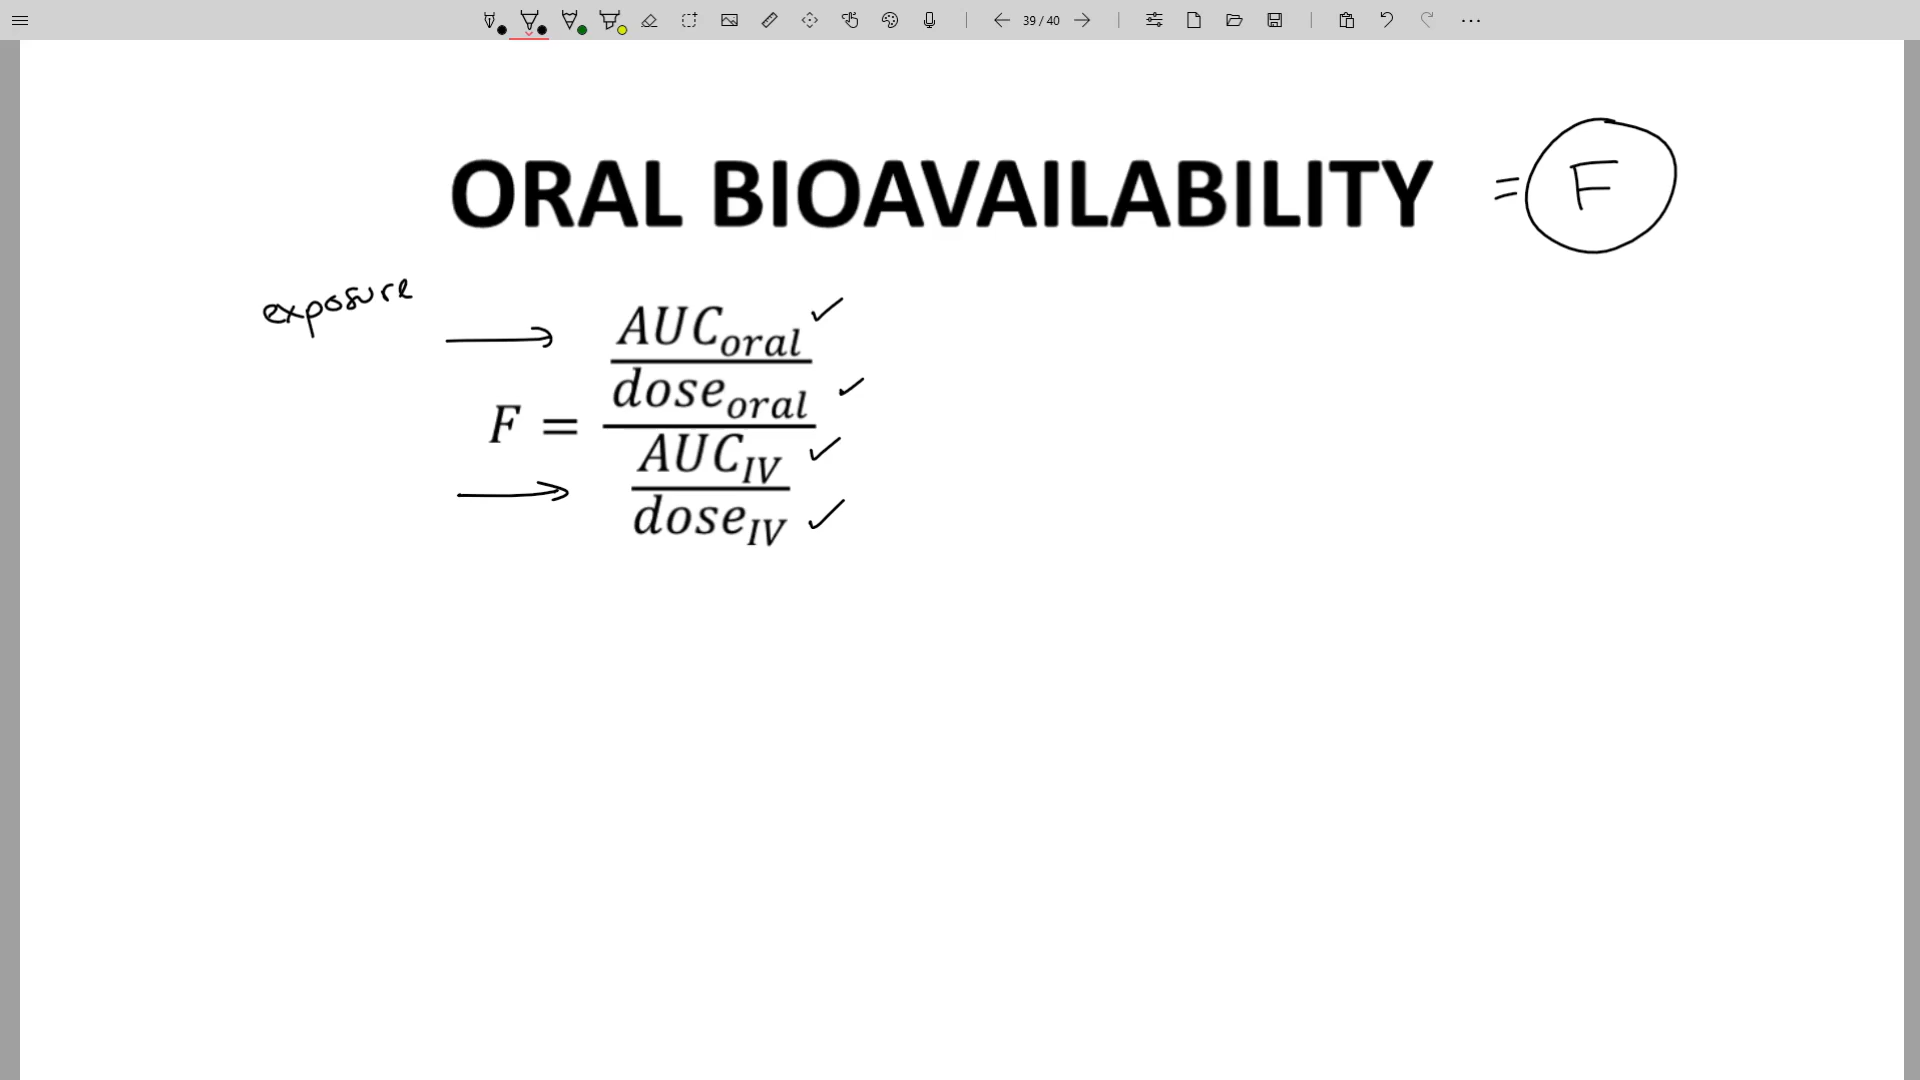 39 / 40
ORAL BIOAVAILABILITY = F
exposure
AUC_oral
dose_oral
F =
AUC_IV
dose_IV